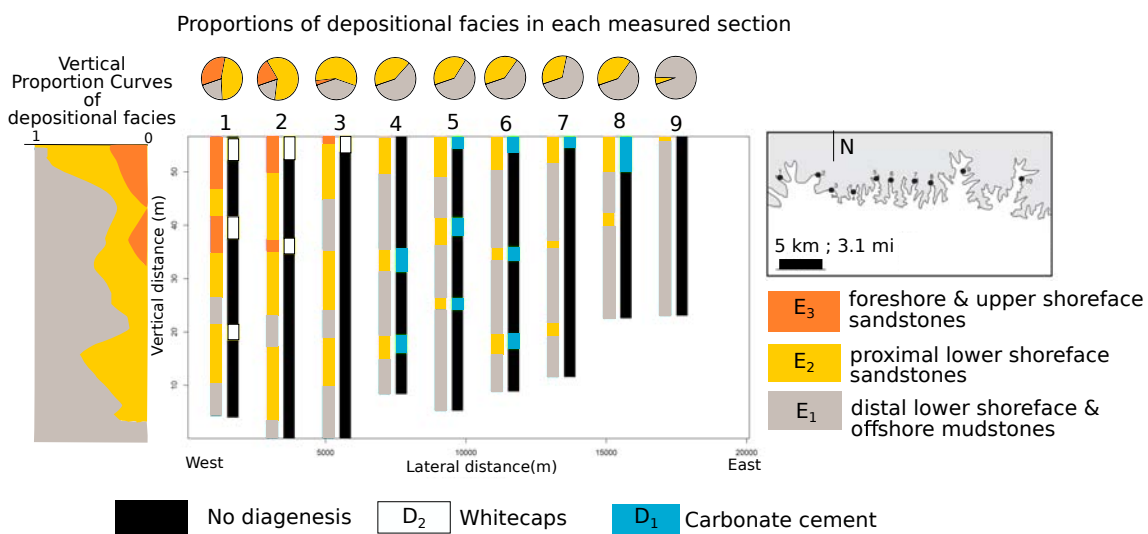 Proportions of depositional facies in each measured section
Vertical
Proportion Curves
of
depositional facies
1 0
1 2 3 4 5 6 7 8 9
Vertical distance (m)
50
40
30
20
10
5000 10000 15000 20000
West
Lateral distance(m)
East
N
5 km ; 3.1 mi
E3 foreshore & upper shoreface
sandstones
E2 proximal lower shoreface
sandstones
E1 distal lower shoreface &
offshore mudstones
No diagenesis
D2 Whitecaps
D1 Carbonate cement